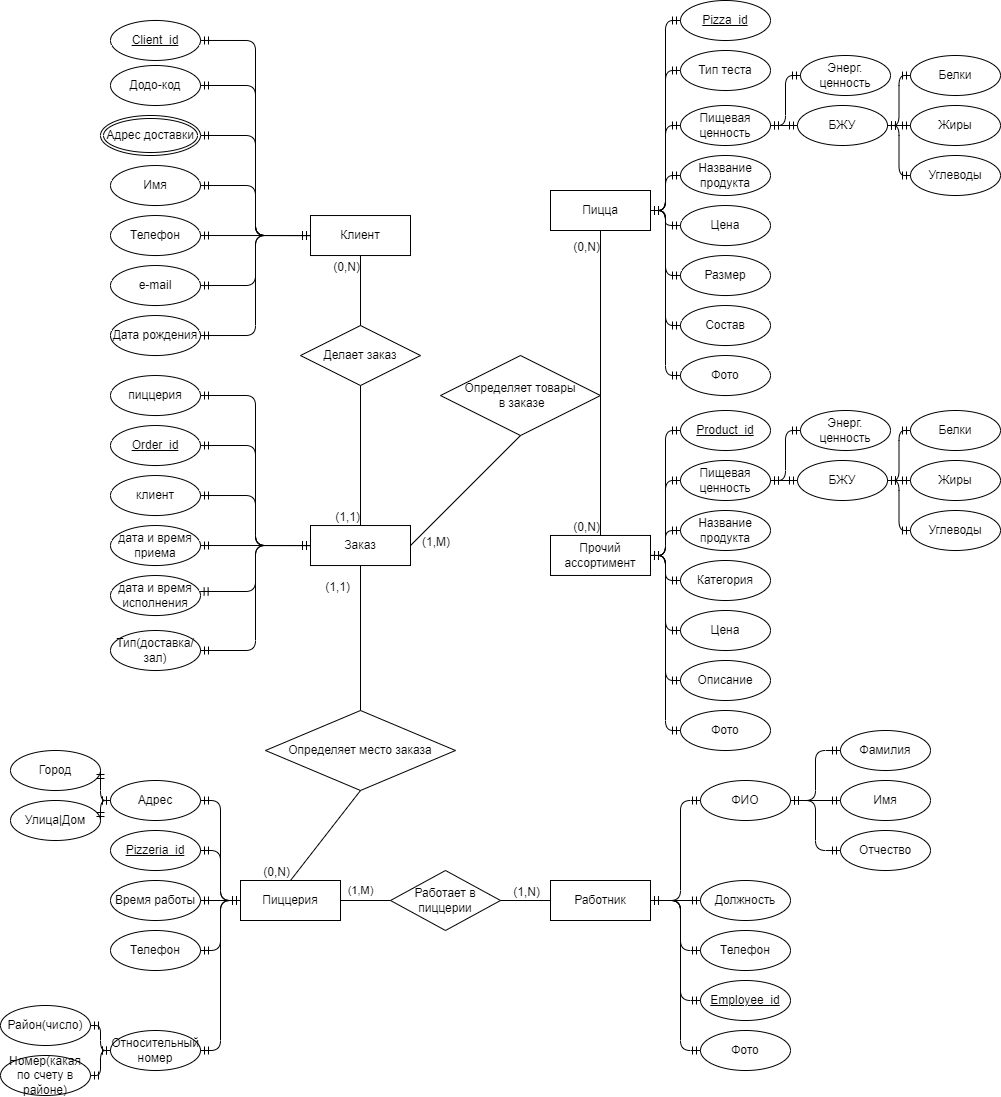 Client_id
Додо-код
Адрес доставки
Имя
Телефон
e-mail
Дата рождения
Клиент
(0,N)
Делает заказ
пиццерия
Order_id
клиент
дата и время
приема
дата и время
исполнения
Тип(доставка/
зал)
(1,1)
Заказ
(1,M)
(1,1)
Определяет товары
в заказе
Pizza_id
Тип теста
Пищевая
ценность
Энерг.
ценность
БЖУ
Белки
Жиры
Углеводы
Название
продукта
Пицца
(0,N)
Цена
Размер
Состав
Фото
Product_id
Пищевая
ценность
Энерг.
ценность
БЖУ
Белки
Жиры
Углеводы
Название
продукта
(0,N)
Прочий
ассортимент
Категория
Цена
Описание
Фото
Определяет место заказа
Город
Улица|Дом
Адрес
Pizzeria_id
Время работы
Телефон
Район(число)
Номер(какая
по счету в
районе)
Относительный
номер
(0,N)
Пиццерия
(1,M)
Работает в
пиццерии
(1,N)
Работник
ФИО
Фамилия
Имя
Отчество
Должность
Телефон
Employee_id
Фото